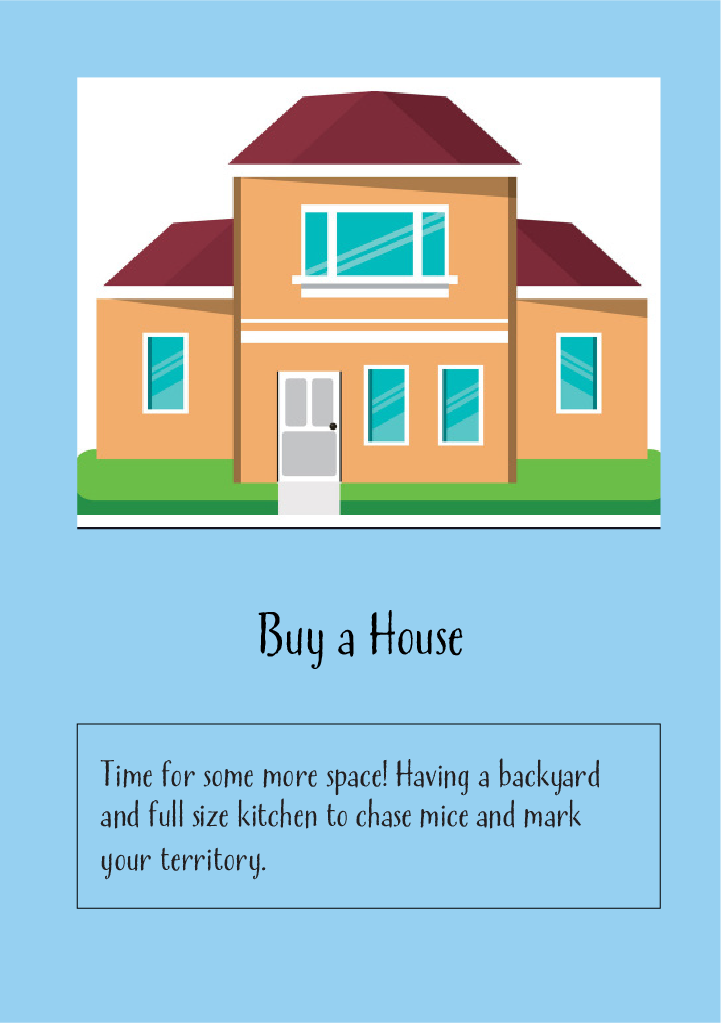 Buy a House
Time for some more space! Having a backyard
and full size kitchen to chase mice and mark
your territory.